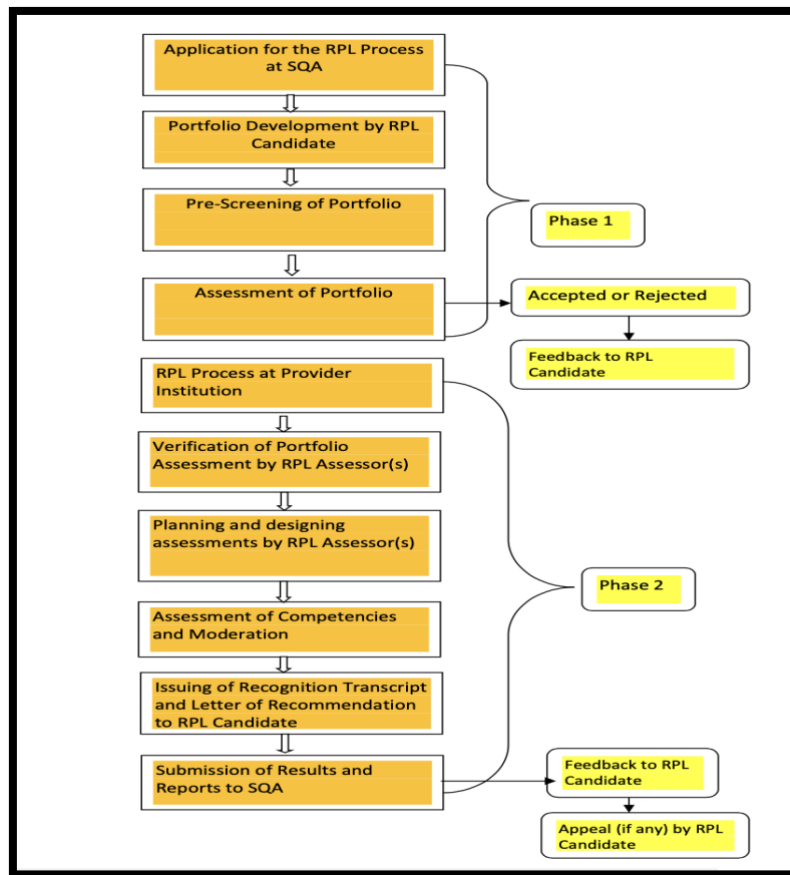 Application for the RPL Process
at SQA
Portfolio Development by RPL
Candidate
Pre-Screening of Portfolio
Phase 1
Assessment of Portfolio
Accepted or Rejected
Feedback to RPL
Candidate
RPL Process at Provider
Institution
Verification of Portfolio
Assessment by RPL Assessor(s)
Planning and designing
assessments by RPL Assessor(s)
Phase 2
Assessment of Competencies
and Moderation
Issuing of Recognition Transcript
and Letter of Recommendation
to RPL Candidate
Submission of Results and
Reports to SQA
Feedback to RPL
Candidate
Appeal (if any) by RPL
Candidate